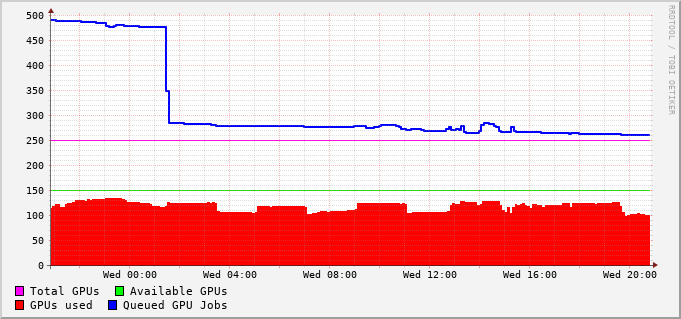 RRDTOOL / TOBI OETIKER
500
450
400
350
300
250
200
150
100
50
0
Wed 00:00 Wed 04:00 Wed 08:00 Wed 12:00 Wed 16:00 Wed 20:00
Total GPUs Available GPUs
GPUs used Queued GPU Jobs